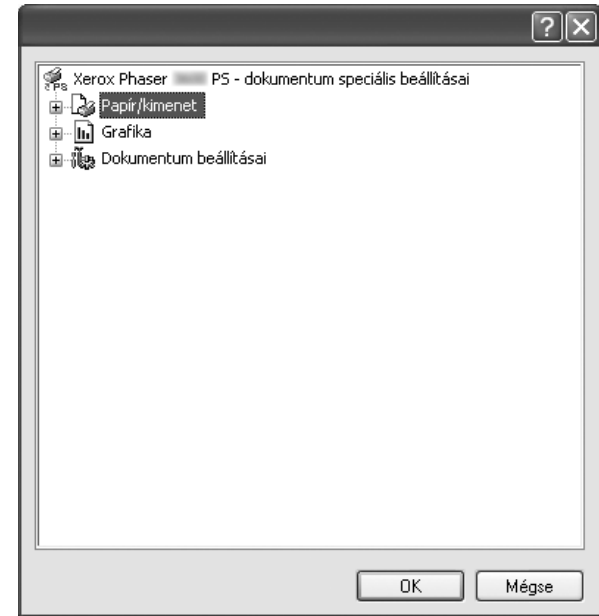 Xerox Phaser PS - dokumentum speciális beállításai
Papír/kimenet
Grafika
Dokumentum beállításai
OK
Mégse